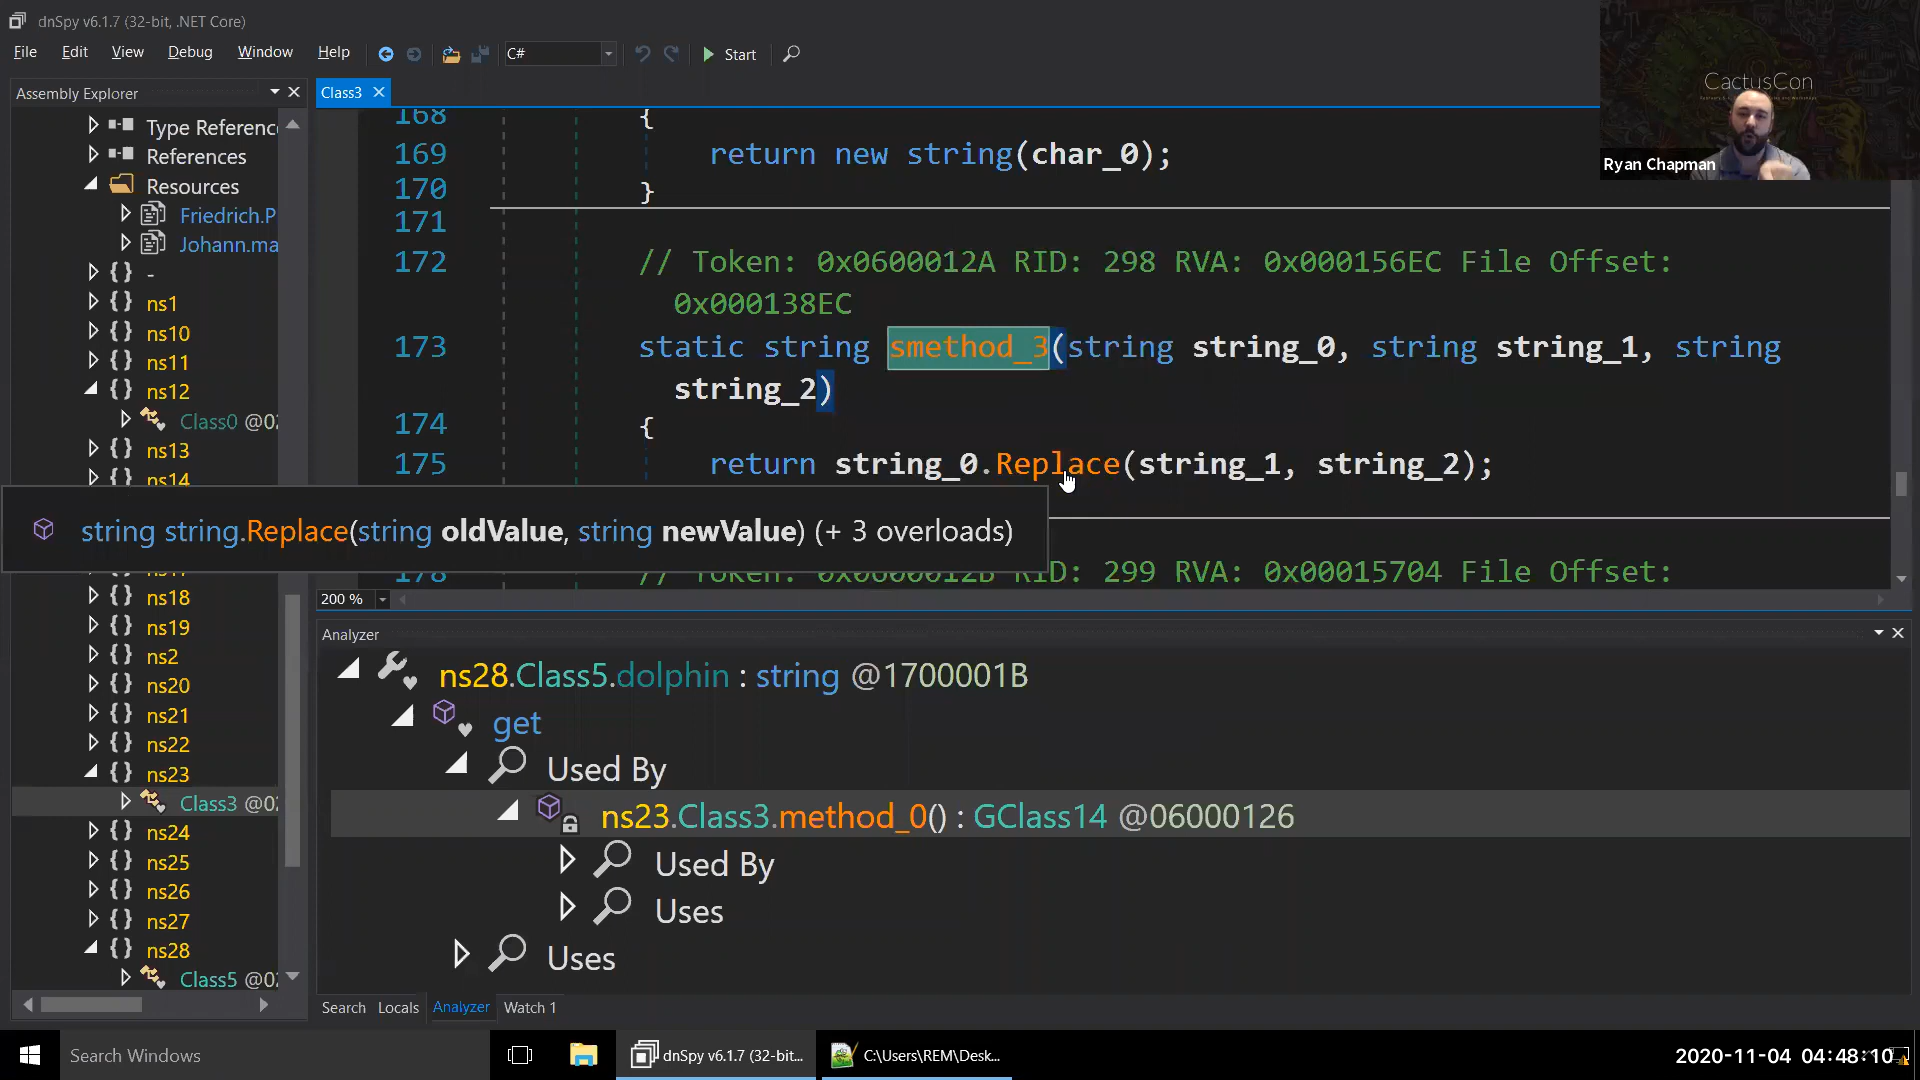 dnSpy v6.1.7 (32-bit, .NET Core)
CactusCon
Ryan Chapman
File Edit View Debug Window Help C# Start
Assembly Explorer
Type Referenc
References
Resources
Friedrich.P
Johann.ma
-
ns1
ns10
ns11
ns12
Class0 @02
ns13
ns14
ns18
ns19
ns2
ns20
ns21
ns22
ns23
Class3 @02
ns24
ns25
ns26
ns27
ns28
Class5 @02
Class3
168 {
169 return new string(char_0);
170 }
171
172 // Token: 0x0600012A RID: 298 RVA: 0x000156EC File Offset:
0x000138EC
173 static string smethod_3(string string_0, string string_1, string
string_2)
174 {
175 return string_0.Replace(string_1, string_2);
string string.Replace(string oldValue, string newValue) (+ 3 overloads)
178 // Token: 0x0600012B RID: 299 RVA: 0x00015704 File Offset:
200 %
Analyzer
ns28.Class5.dolphin : string @1700001B
get
Used By
ns23.Class3.method_0() : GClass14 @06000126
Used By
Uses
Uses
Search Locals Analyzer Watch 1
Search Windows
dnSpy v6.1.7 (32-bit...
C:\Users\REM\Desk...
2020-11-04 04:48:10